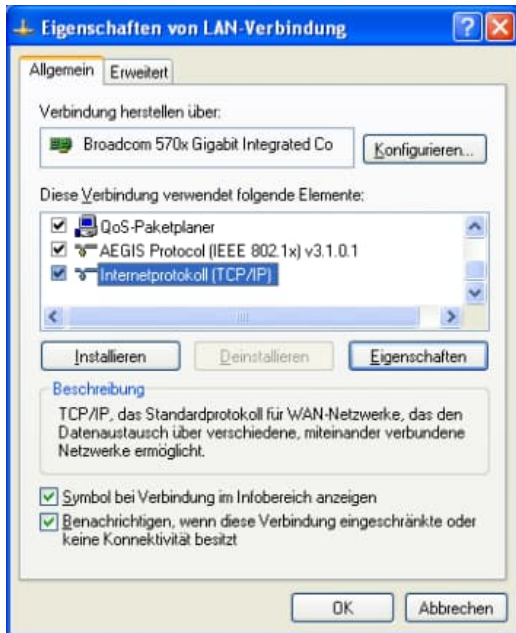 Eigenschaften von LAN-Verbindung
Allgemein
Erweitert
Verbindung herstellen über:
Broadcom 570x Gigabit Integrated Co
Konfigurieren...
Diese Verbindung verwendet folgende Elemente:
QoS-Paketplaner
AEGIS Protocol (IEEE 802.1x) v3.1.0.1
Internetprotokoll (TCP/IP)
Installieren
Deinstallieren
Eigenschaften
Beschreibung
TCP/IP, das Standardprotokoll für WAN-Netzwerke, das den
Datenaustausch über verschiedene, miteinander verbundene
Netzwerke ermöglicht.
Symbol bei Verbindung im Infobereich anzeigen
Benachrichtigen, wenn diese Verbindung eingeschränkte oder
keine Konnektivität besitzt
OK
Abbrechen